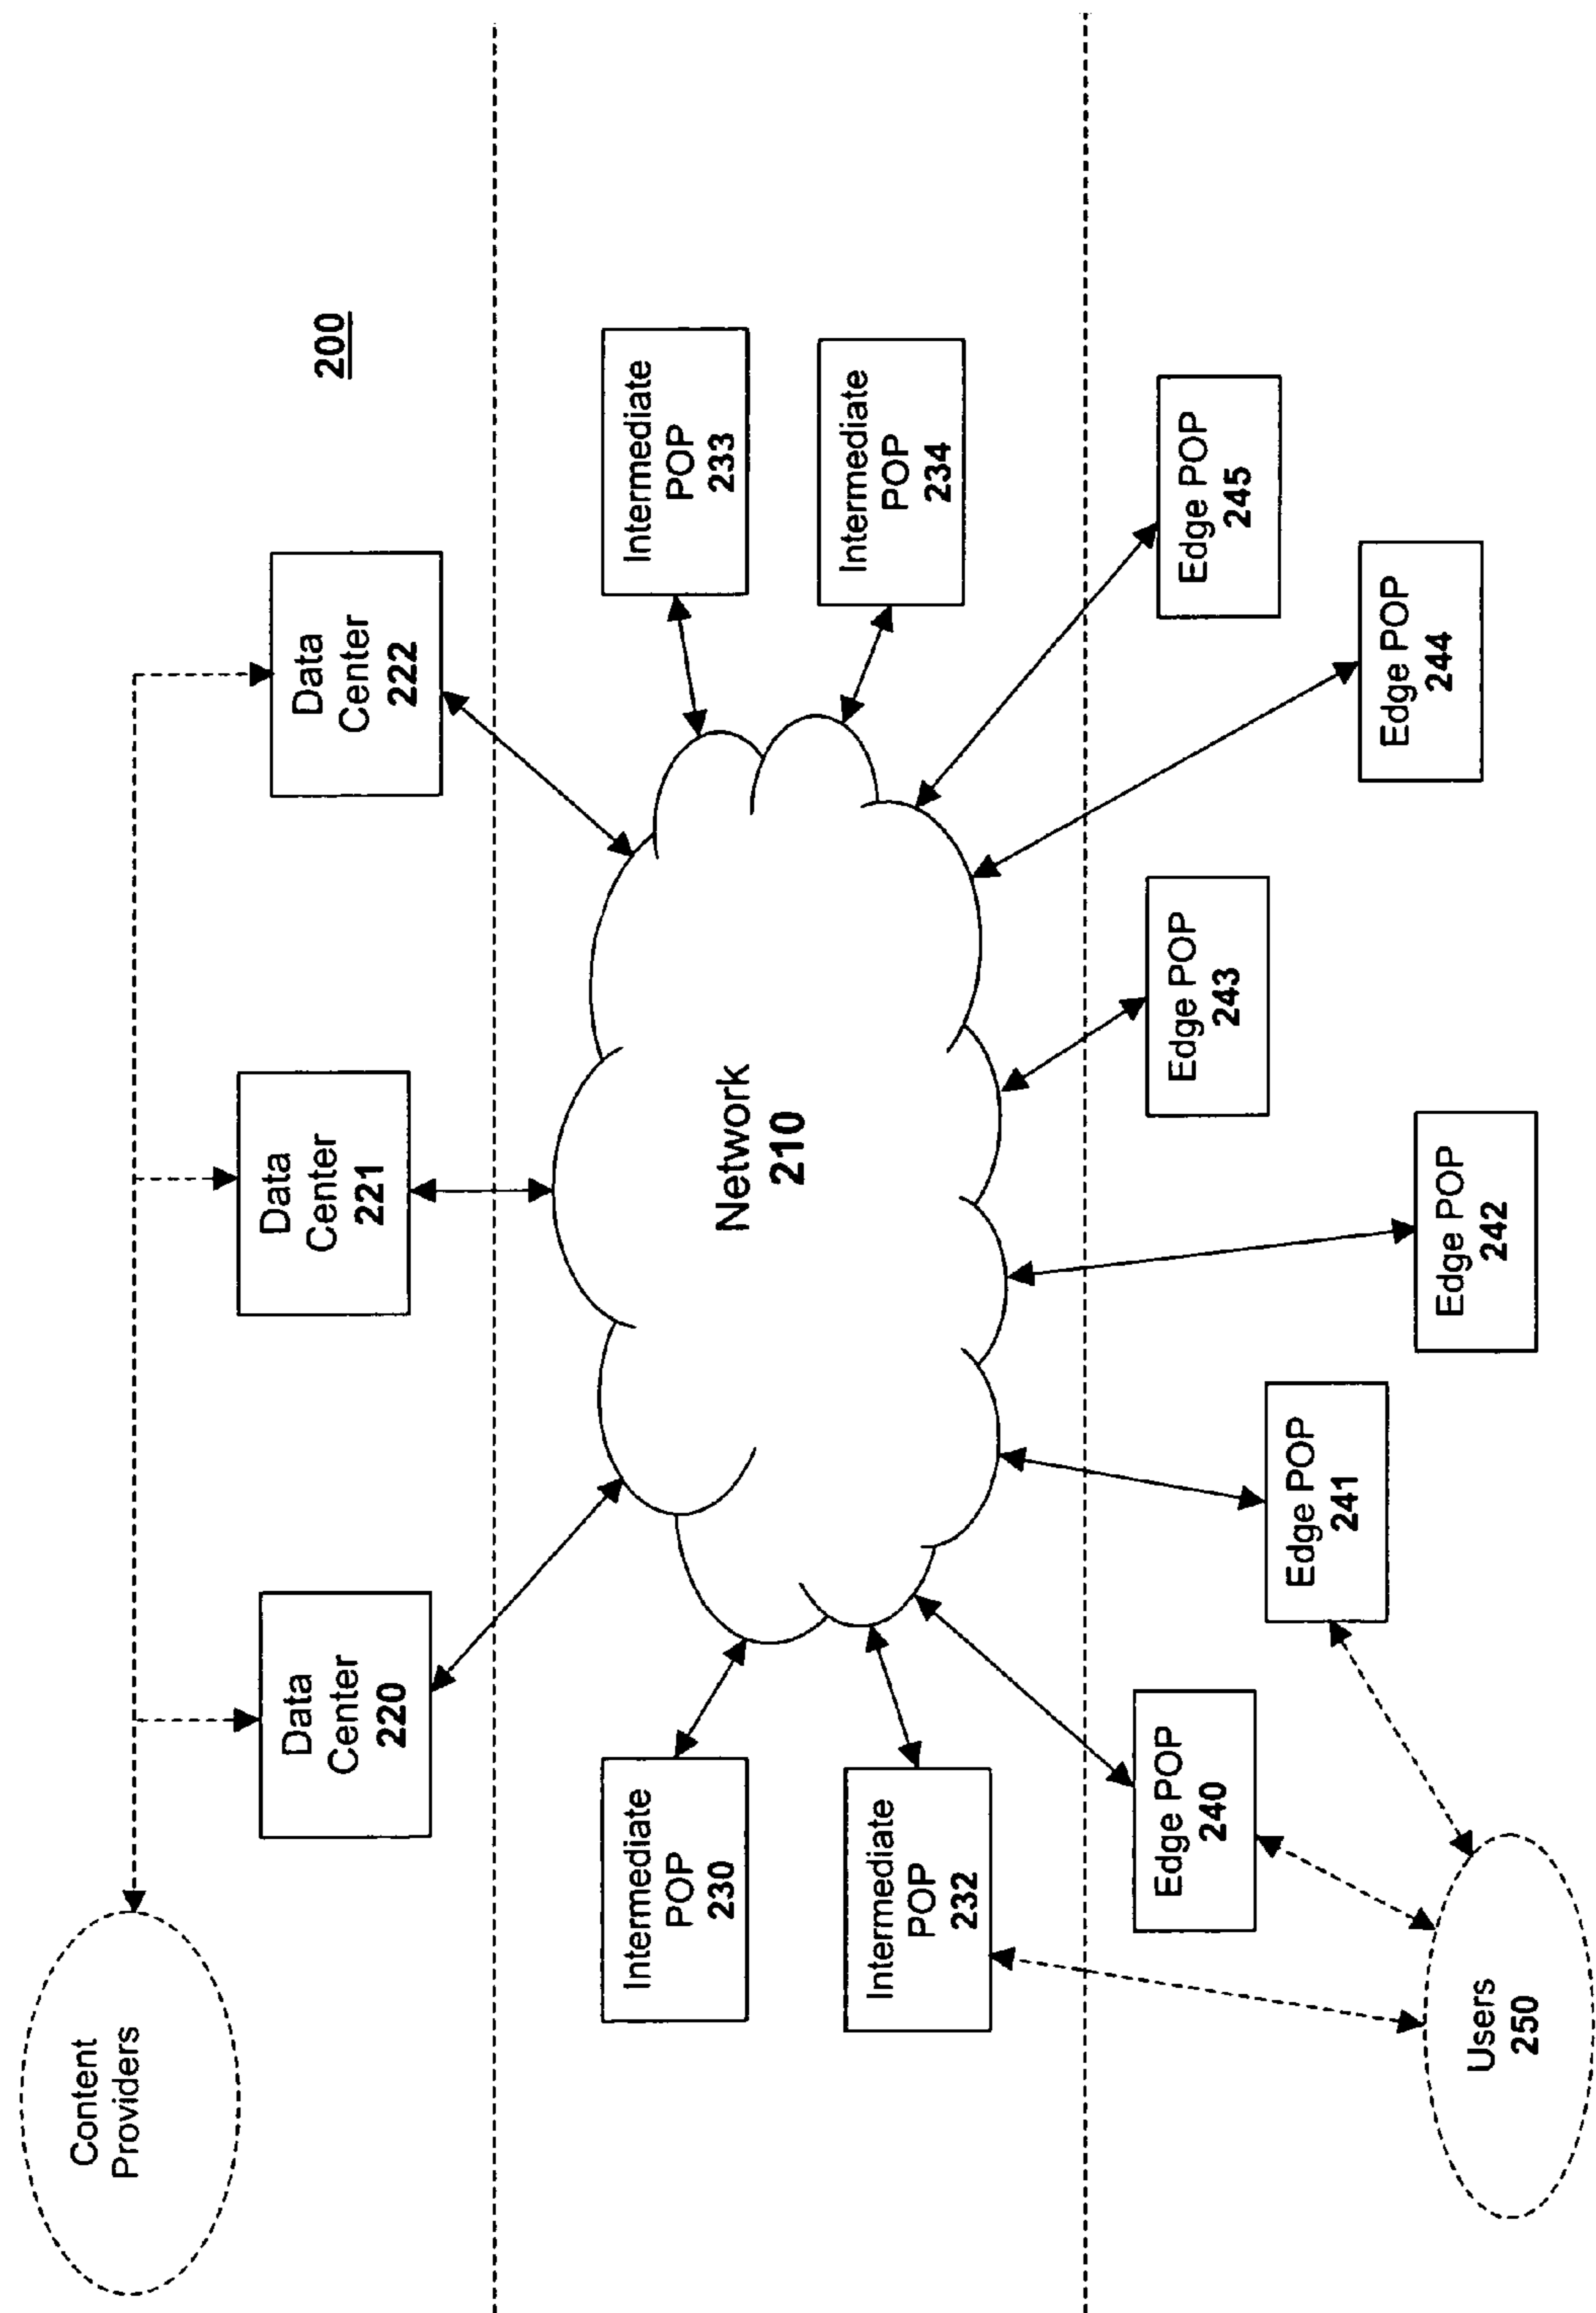 Content
Providers
200
Data
Center
220
Data
Center
221
Data
Center
222
Intermediate
POP
230
Intermediate
POP
232
Network
210
Intermediate
POP
233
Intermediate
POP
234
Edge POP
240
Edge POP
241
Edge POP
242
Edge POP
243
Edge POP
244
Edge POP
245
Users
250